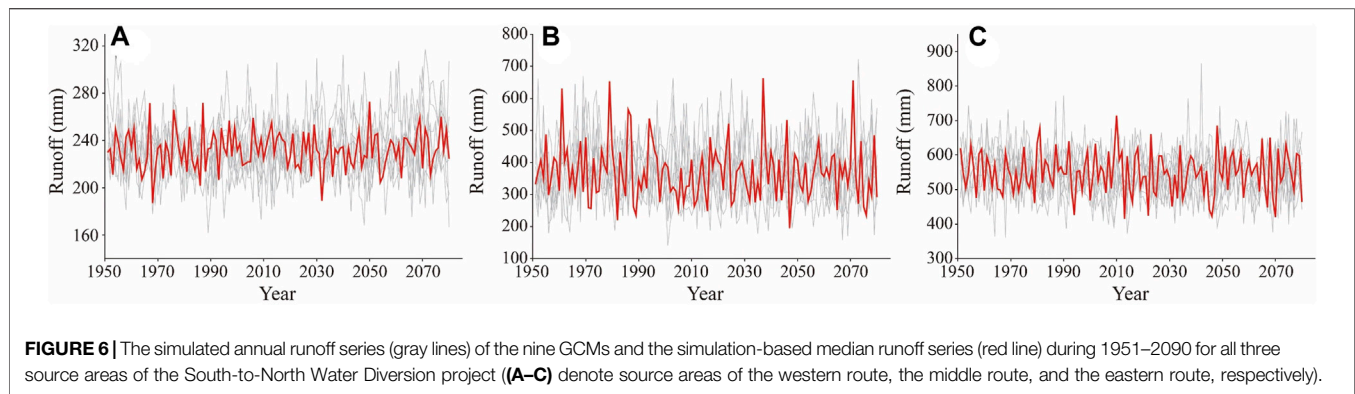 A
B
C
320
280
240
200
160
Runoff (mm)
1950 1970 1990 2010 2030 2050 2070
Year
800
700
600
500
400
300
200
100
Runoff (mm)
1950 1970 1990 2010 2030 2050 2070
Year
900
800
700
600
500
400
300
Runoff (mm)
1950 1970 1990 2010 2030 2050 2070
Year
FIGURE 6 | The simulated annual runoff series (gray lines) of the nine GCMs and the simulation-based median runoff series (red line) during 1951–2090 for all three
source areas of the South-to-North Water Diversion project ((A–C) denote source areas of the western route, the middle route, and the eastern route, respectively).